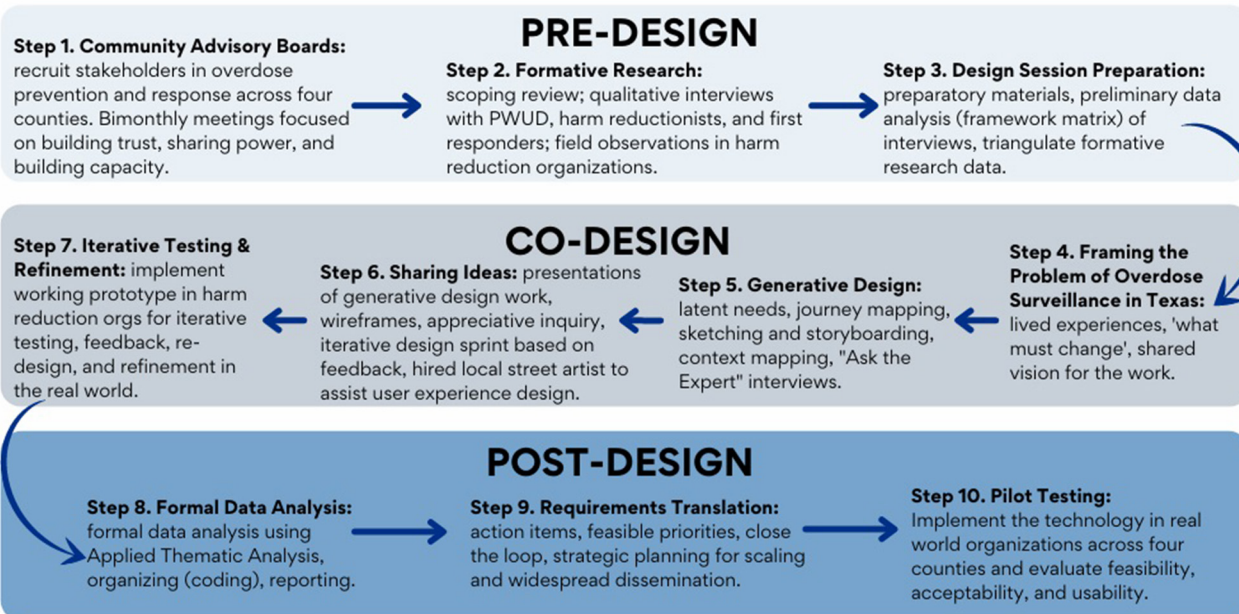 PRE-DESIGN
Step 1. Community Advisory Boards:
recruit stakeholders in overdose
prevention and response across four
counties. Bimonthly meetings focused
on building trust, sharing power, and
building capacity.
Step 2. Formative Research:
scoping review; qualitative interviews
with PWUD, harm reductionists, and first
responders; field observations in harm
reduction organizations.
Step 3. Design Session Preparation:
preparatory materials, preliminary data
analysis (framework matrix) of
interviews, triangulate formative
research data.
CO-DESIGN
Step 4. Framing the
Problem of Overdose
Surveillance in Texas:
lived experiences, 'what
must change', shared
vision for the work.
Step 5. Generative Design:
latent needs, journey mapping,
sketching and storyboarding,
context mapping, "Ask the
Expert" interviews.
Step 6. Sharing Ideas: presentations
of generative design work,
wireframes, appreciative inquiry,
iterative design sprint based on
feedback, hired local street artist to
assist user experience design.
Step 7. Iterative Testing &
Refinement: implement
working prototype in harm
reduction orgs for iterative
testing, feedback, re-
design, and refinement in
the real world.
POST-DESIGN
Step 8. Formal Data Analysis:
formal data analysis using
Applied Thematic Analysis,
organizing (coding), reporting.
Step 9. Requirements Translation:
action items, feasible priorities, close
the loop, strategic planning for scaling
and widespread dissemination.
Step 10. Pilot Testing:
Implement the technology in real
world organizations across four
counties and evaluate feasibility,
acceptability, and usability.